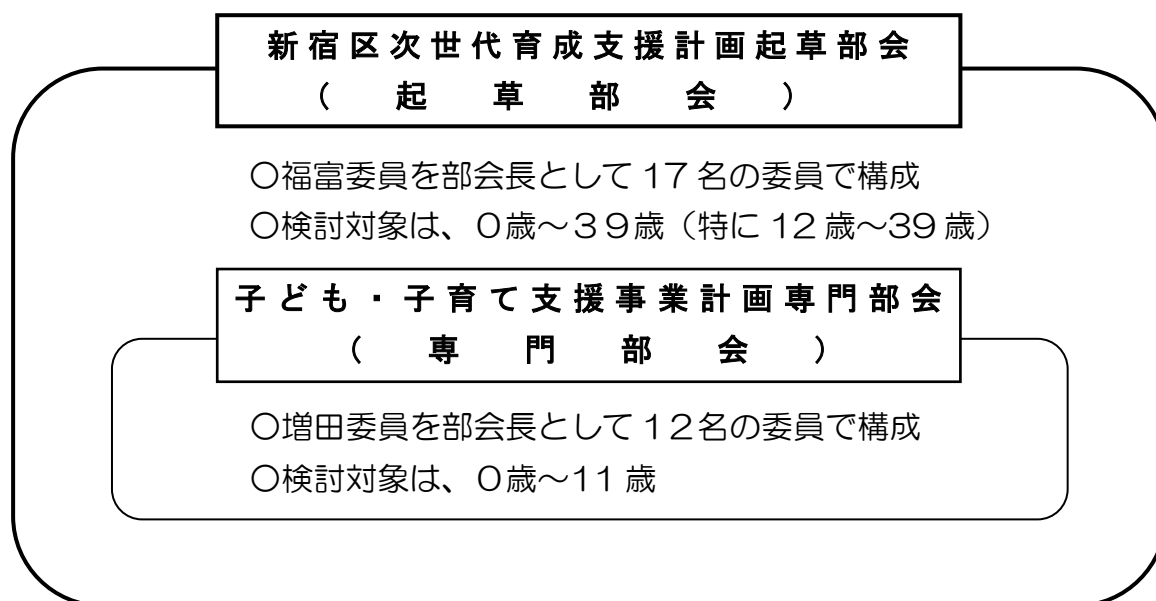 新宿区次世代育成支援計画起草部会
（起草部会）
○福富委員を部会長として17名の委員で構成
○検討対象は、０歳～３９歳（特に12歳～39歳）
子ども・子育て支援事業計画専門部会
（専門部会）
○増田委員を部会長として１２名の委員で構成
○検討対象は、０歳～11歳